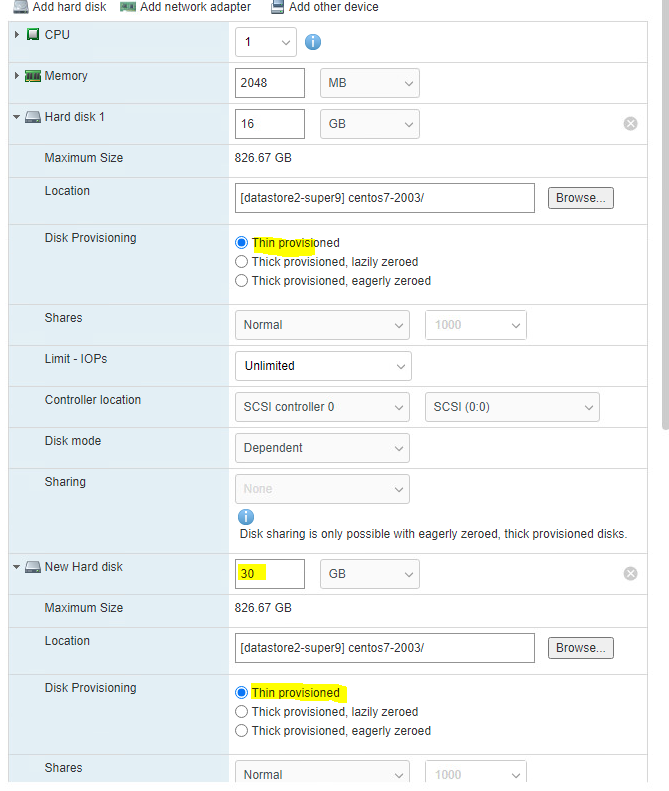 Add hard disk Add network adapter Add other device
CPU 1
Memory 2048 MB
Hard disk 1 16 GB
Maximum Size 826.67 GB
Location [datastore2-super9] centos7-2003/ Browse...
Disk Provisioning
Thin provisioned
Thick provisioned, lazily zeroed
Thick provisioned, eagerly zeroed
Shares Normal 1000
Limit - IOPs Unlimited
Controller location SCSI controller 0 SCSI (0:0)
Disk mode Dependent
Sharing None
Disk sharing is only possible with eagerly zeroed, thick provisioned disks.
New Hard disk 30 GB
Maximum Size 826.67 GB
Location [datastore2-super9] centos7-2003/ Browse...
Disk Provisioning
Thin provisioned
Thick provisioned, lazily zeroed
Thick provisioned, eagerly zeroed
Shares Normal 1000